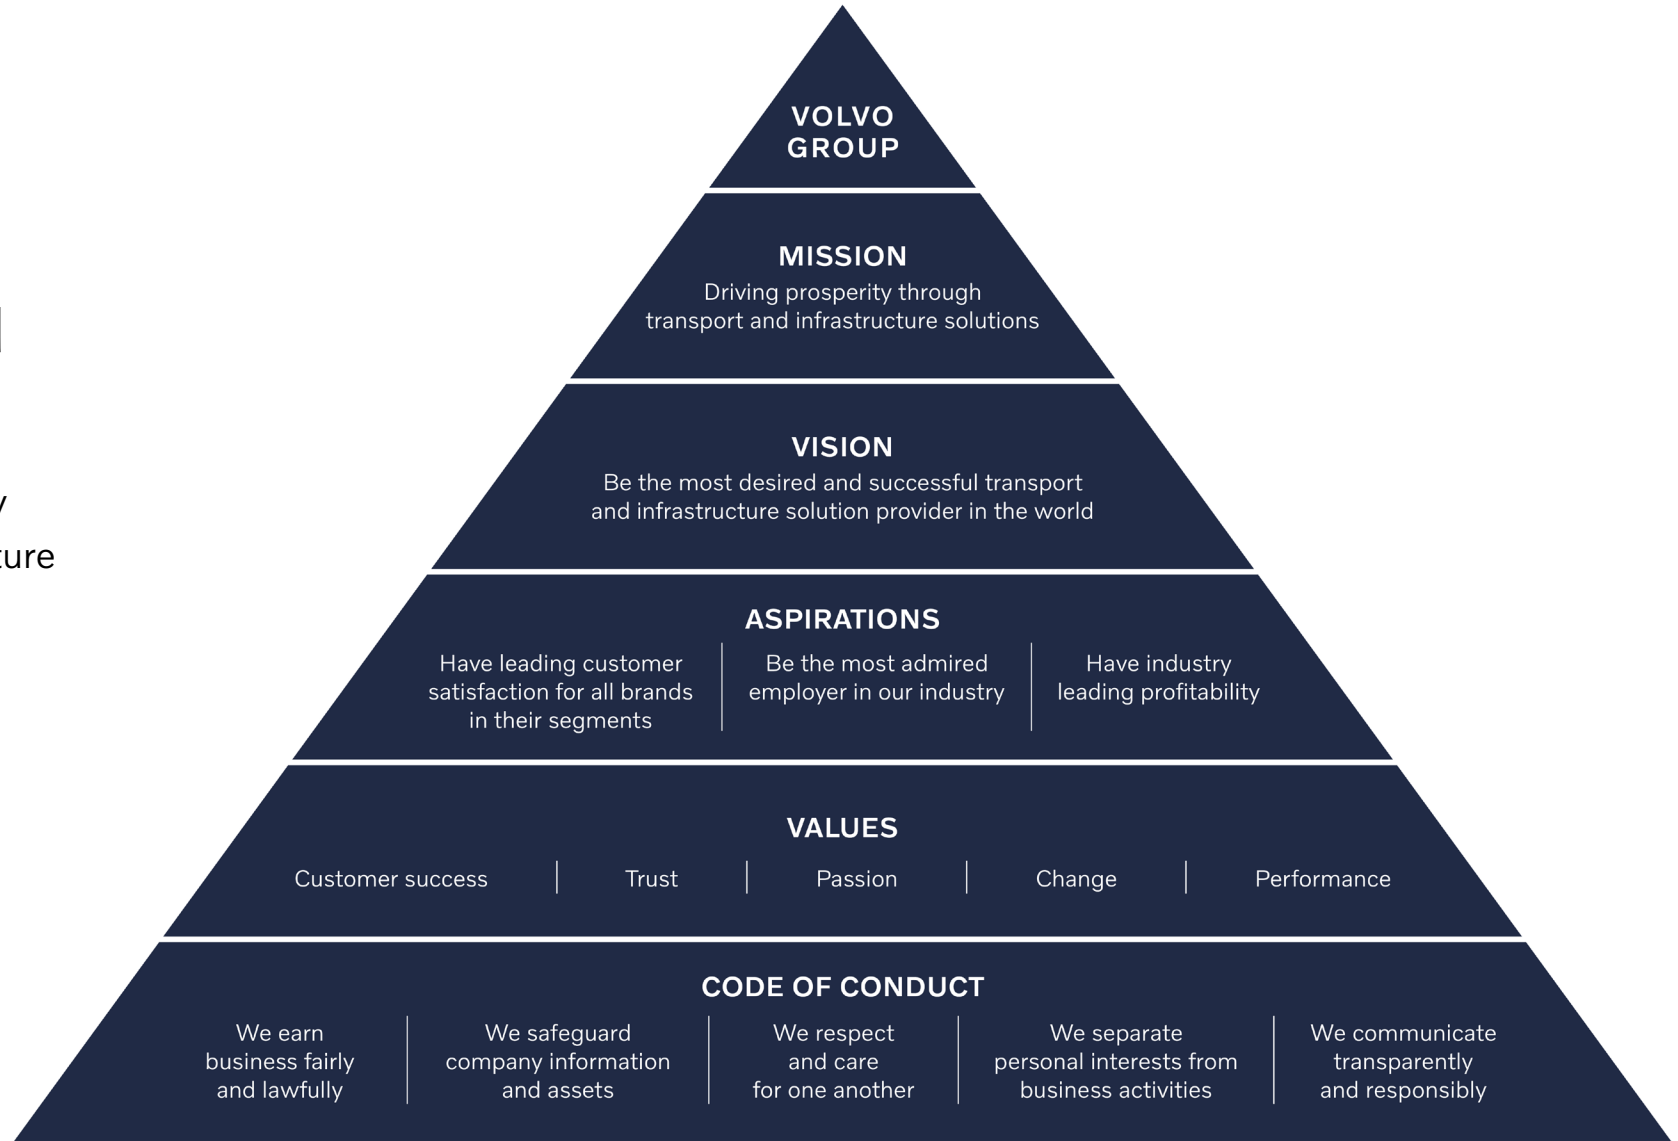 VOLVO
GROUP
MISSION
Driving prosperity through
transport and infrastructure solutions
VISION
Be the most desired and successful transport
and infrastructure solution provider in the world
ASPIRATIONS
Have leading customer
satisfaction for all brands
in their segments
Be the most admired
employer in our industry
Have industry
leading profitability
VALUES
Customer success
Trust
Passion
Change
Performance
CODE OF CONDUCT
We earn
business fairly
and lawfully
We safeguard
company information
and assets
We respect
and care
for one another
We separate
personal interests from
business activities
We communicate
transparently
and responsibly